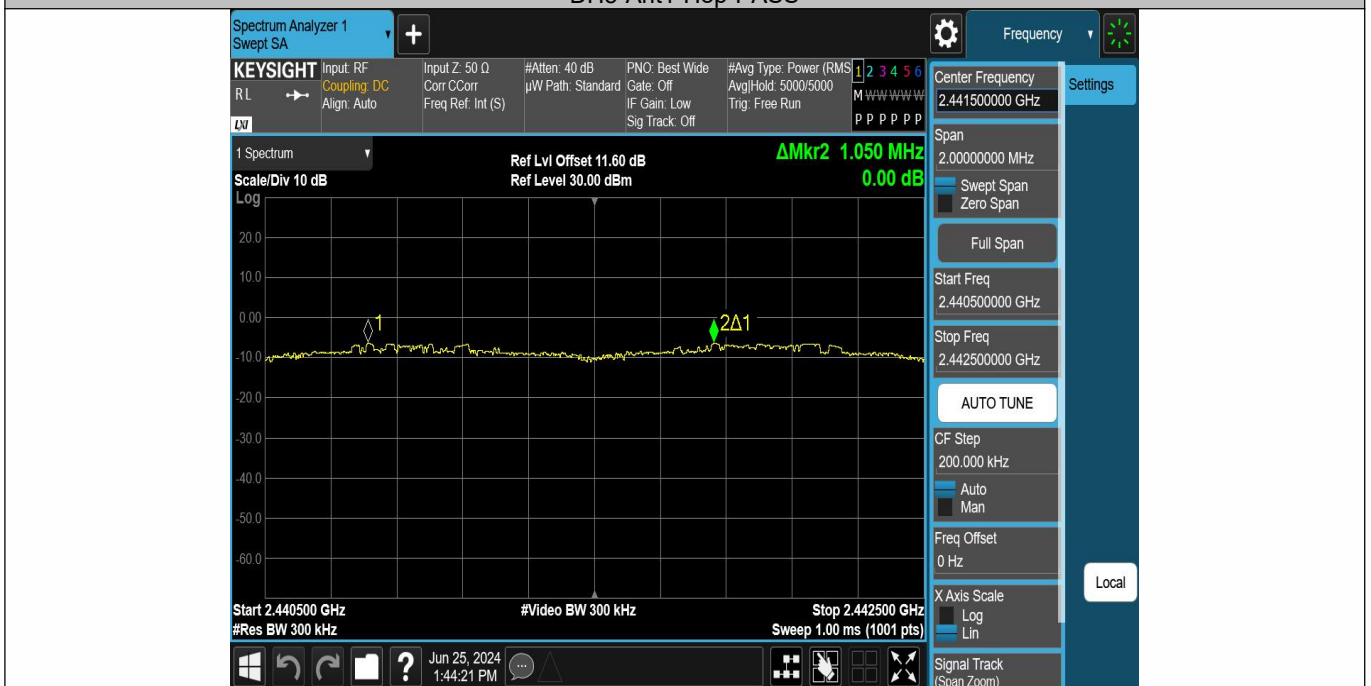 Spectrum Analyzer 1
Swept SA
+
Frequency
KEYSIGHT
RL
LXI
Input: RF
Coupling: DC
Align: Auto
Input Z: 50 Ω
Corr CCorr
Freq Ref: Int (S)
#Atten: 40 dB
µW Path: Standard
PNO: Best Wide
Gate: Off
IF Gain: Low
Sig Track: Off
#Avg Type: Power (RMS
Avg|Hold: 5000/5000
Trig: Free Run
1 2 3 4 5 6
M W W W W W
P P P P P P
1 Spectrum
Scale/Div 10 dB
Log
Ref Lvl Offset 11.60 dB
Ref Level 30.00 dBm
ΔMkr2 1.050 MHz
0.00 dB
20.0
10.0
0.00
-10.0
-20.0
-30.0
-40.0
-50.0
-60.0
1
2Δ1
Start 2.440500 GHz
#Res BW 300 kHz
#Video BW 300 kHz
Stop 2.442500 GHz
Sweep 1.00 ms (1001 pts)
Center Frequency
2.441500000 GHz
Settings
Span
2.00000000 MHz
Swept Span
Zero Span
Full Span
Start Freq
2.440500000 GHz
Stop Freq
2.442500000 GHz
AUTO TUNE
CF Step
200.000 kHz
Auto
Man
Freq Offset
0 Hz
X Axis Scale
Log
Lin
Local
Signal Track
(Span Zoom)
?
Jun 25, 2024
1:44:21 PM